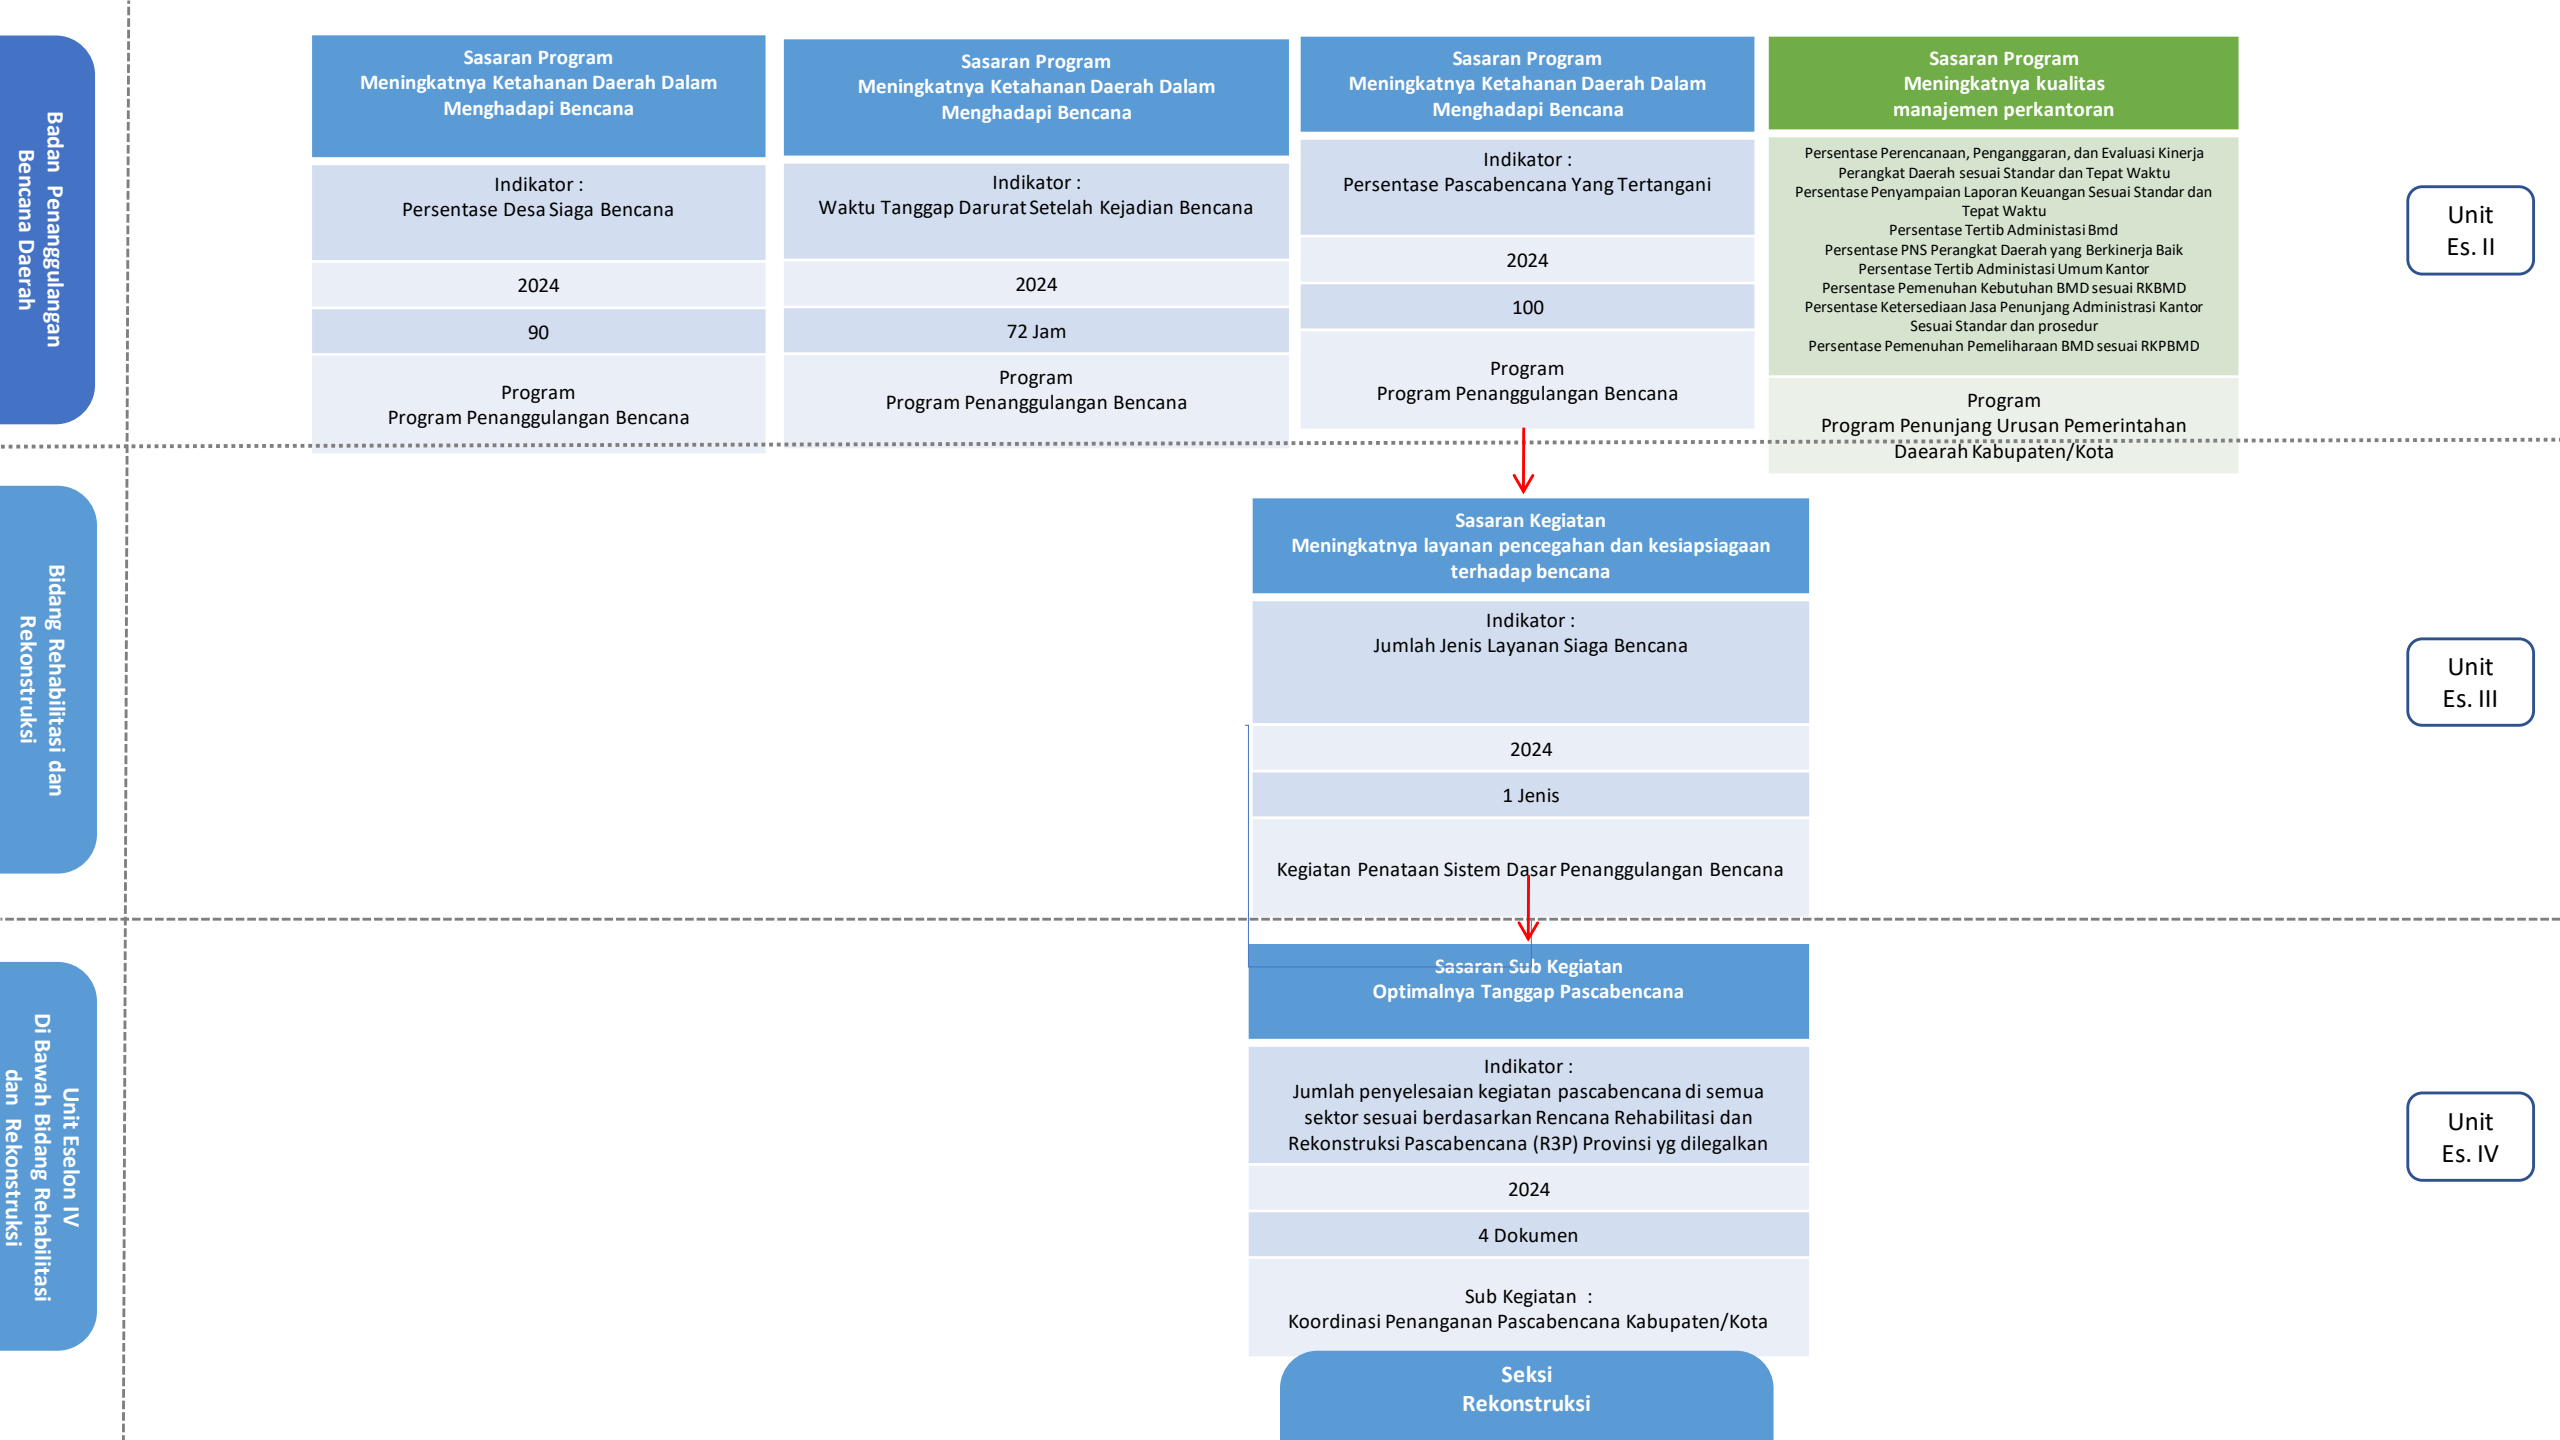 Badan Penanggulangan
Bencana Daerah
Sasaran Program
Meningkatnya Ketahanan Daerah Dalam
Menghadapi Bencana
Indikator :
Persentase Desa Siaga Bencana
2024
90
Program
Program Penanggulangan Bencana
Sasaran Program
Meningkatnya Ketahanan Daerah Dalam
Menghadapi Bencana
Indikator :
Waktu Tanggap Darurat Setelah Kejadian Bencana
2024
72 Jam
Program
Program Penanggulangan Bencana
Sasaran Program
Meningkatnya Ketahanan Daerah Dalam
Menghadapi Bencana
Indikator :
Persentase Pascabencana Yang Tertangani
2024
100
Program
Program Penanggulangan Bencana
Sasaran Program
Meningkatnya kualitas
manajemen perkantoran
Persentase Perencanaan, Penganggaran, dan Evaluasi Kinerja
Perangkat Daerah sesuai Standar dan Tepat Waktu
Persentase Penyampaian Laporan Keuangan Sesuai Standar dan
Tepat Waktu
Persentase Tertib Administasi Bmd
Persentase PNS Perangkat Daerah yang Berkinerja Baik
Persentase Tertib Administasi Umum Kantor
Persentase Pemenuhan Kebutuhan BMD sesuai RKBMD
Persentase Ketersediaan Jasa Penunjang Administrasi Kantor
Sesuai Standar dan prosedur
Persentase Pemenuhan Pemeliharaan BMD sesuai RKPBMD
Program
Program Penunjang Urusan Pemerintahan
Daearah Kabupaten/Kota
Unit
Es. II
Bidang Rehabilitasi dan
Rekonstruksi
Sasaran Kegiatan
Meningkatnya layanan pencegahan dan kesiapsiagaan
terhadap bencana
Indikator :
Jumlah Jenis Layanan Siaga Bencana
2024
1 Jenis
Kegiatan Penataan Sistem Dasar Penanggulangan Bencana
Unit
Es. III
Unit Eselon IV
Di Bawah Bidang Rehabilitasi
dan Rekonstruksi
Sasaran Sub Kegiatan
Optimalnya Tanggap Pascabencana
Indikator :
Jumlah penyelesaian kegiatan pascabencana di semua
sektor sesuai berdasarkan Rencana Rehabilitasi dan
Rekonstruksi Pascabencana (R3P) Provinsi yg dilegalkan
2024
4 Dokumen
Sub Kegiatan :
Koordinasi Penanganan Pascabencana Kabupaten/Kota
Seksi
Rekonstruksi
Unit
Es. IV